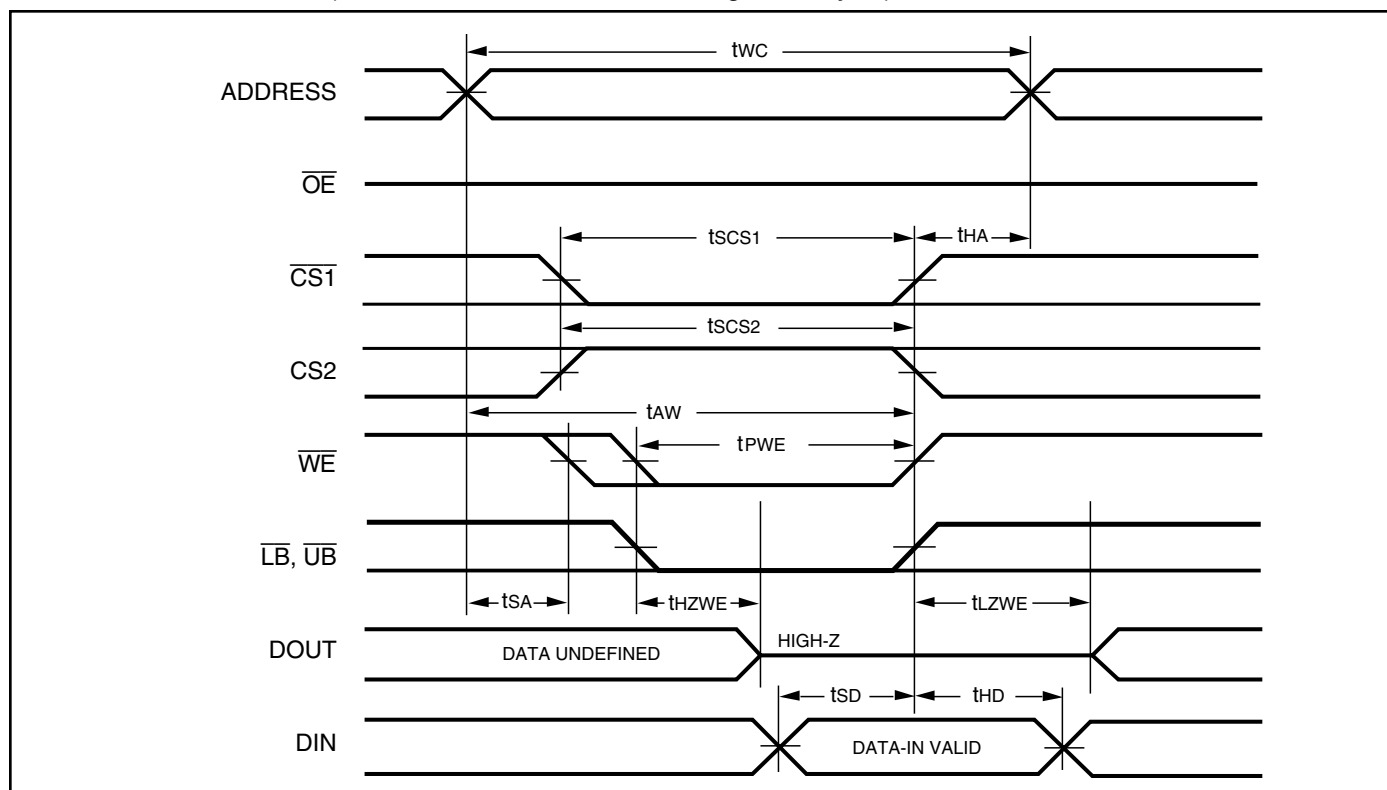 tWC
ADDRESS
OE
tSCS1
tHA
CS1
tSCS2
CS2
tAW
tPWE
WE
LB, UB
tSA
tHZWE
tLZWE
DOUT
DATA UNDEFINED
HIGH-Z
tSD
tHD
DIN
DATA-IN VALID